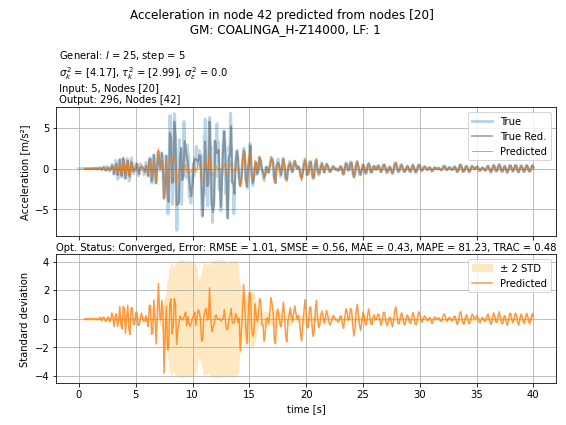 Acceleration in node 42 predicted from nodes [20]
GM: COALINGA_H-Z14000, LF: 1
General: l = 25, step = 5
σ²ₖ = [4.17], τ²ₖ = [2.99], σ²_ε = 0.0
Input: 5, Nodes [20]
Output: 296, Nodes [42]
Acceleration [m/s²]
5
0
−5
True
True Red.
Predicted
Opt. Status: Converged, Error: RMSE = 1.01, SMSE = 0.56, MAE = 0.43, MAPE = 81.23, TRAC = 0.48
Standard deviation
4
2
0
−2
−4
± 2 STD
Predicted
0 5 10 15 20 25 30 35 40
time [s]